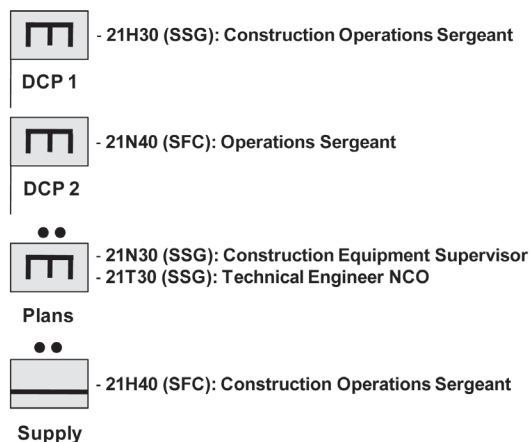 - 21H30 (SSG): Construction Operations Sergeant
DCP 1
- 21N40 (SFC): Operations Sergeant
DCP 2
- 21N30 (SSG): Construction Equipment Supervisor
- 21T30 (SSG): Technical Engineer NCO
Plans
- 21H40 (SFC): Construction Operations Sergeant
Supply